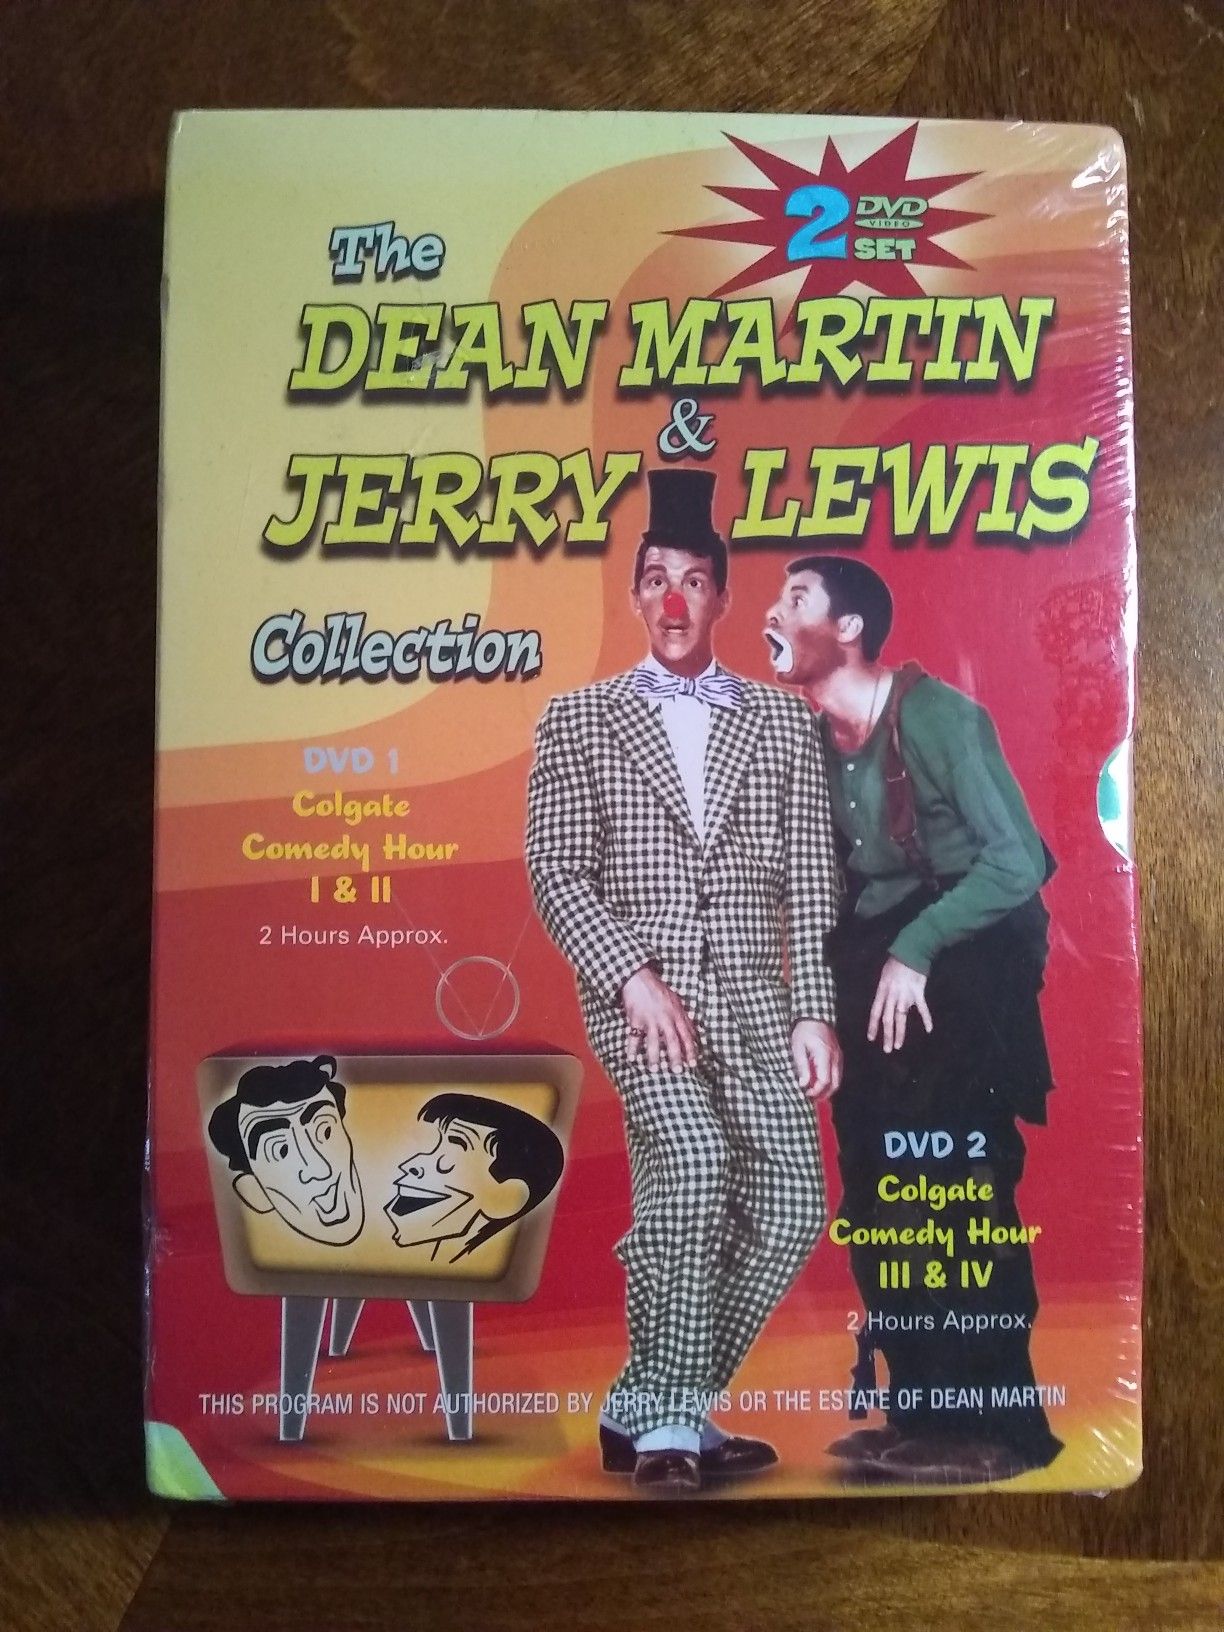 2 DVD
VIDEO
SET
The
DEAN MARTIN
&
JERRY LEWIS
Collection
DVD 1
Colgate
Comedy Hour
I & II
2 Hours Approx.
DVD 2
Colgate
Comedy Hour
III & IV
2 Hours Approx.
THIS PROGRAM IS NOT AUTHORIZED BY JERRY LEWIS OR THE ESTATE OF DEAN MARTIN